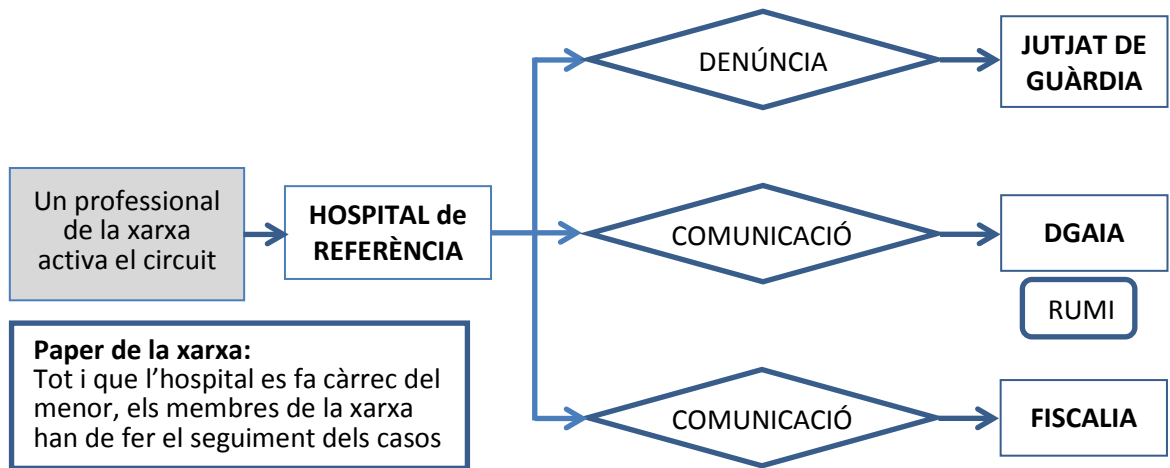 Un professional
de la xarxa
activa el circuit
HOSPITAL de
REFERÈNCIA
DENÚNCIA
JUTJAT DE
GUÀRDIA
COMUNICACIÓ
DGAIA
RUMI
COMUNICACIÓ
FISCALIA
Paper de la xarxa:
Tot i que l’hospital es fa càrrec del
menor, els membres de la xarxa
han de fer el seguiment dels casos